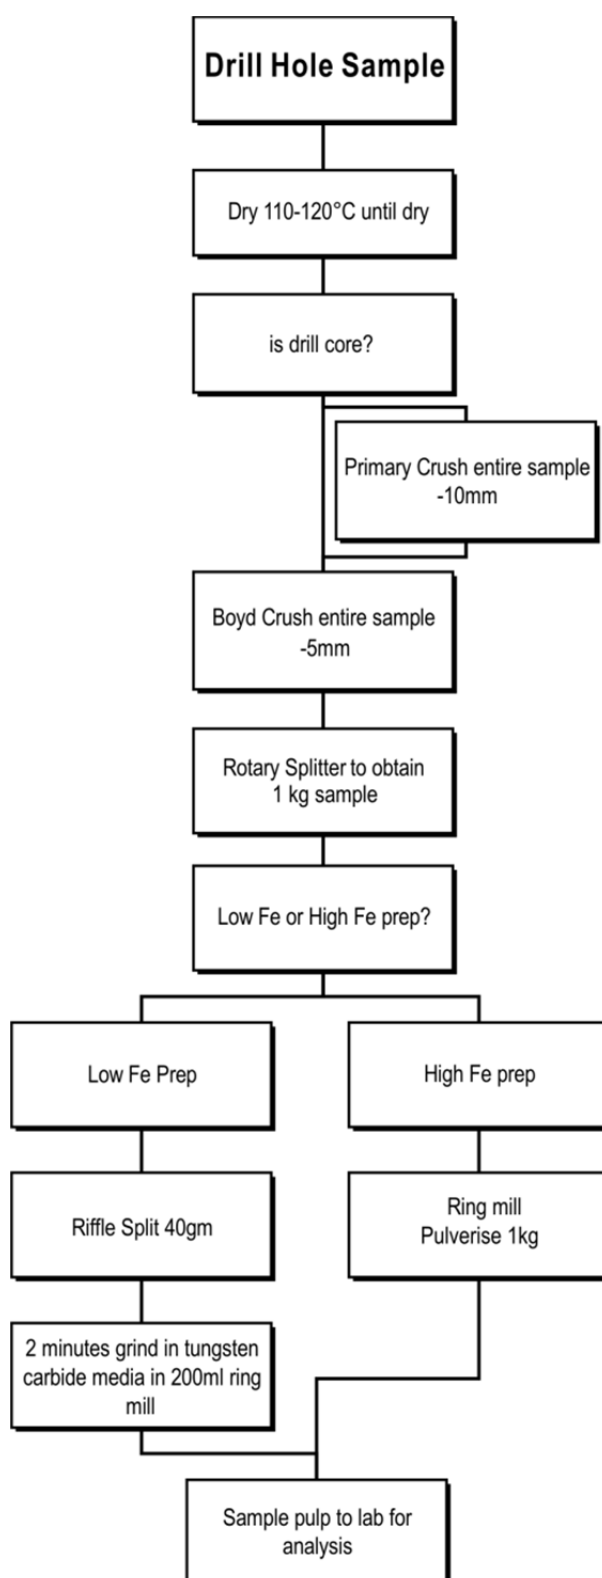 Drill Hole Sample
Dry 110-120°C until dry
is drill core?
Primary Crush entire sample
-10mm
Boyd Crush entire sample
-5mm
Rotary Splitter to obtain
1 kg sample
Low Fe or High Fe prep?
Low Fe Prep
High Fe prep
Riffle Split 40gm
Ring mill
Pulverise 1kg
2 minutes grind in tungsten
carbide media in 200ml ring
mill
Sample pulp to lab for
analysis